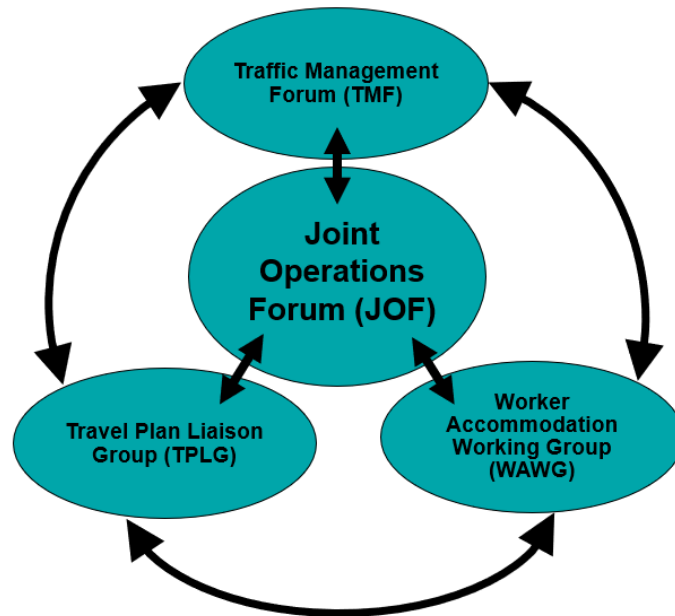 Traffic Management
Forum (TMF)
Joint
Operations
Forum (JOF)
Travel Plan Liaison
Group (TPLG)
Worker
Accommodation
Working Group
(WAWG)